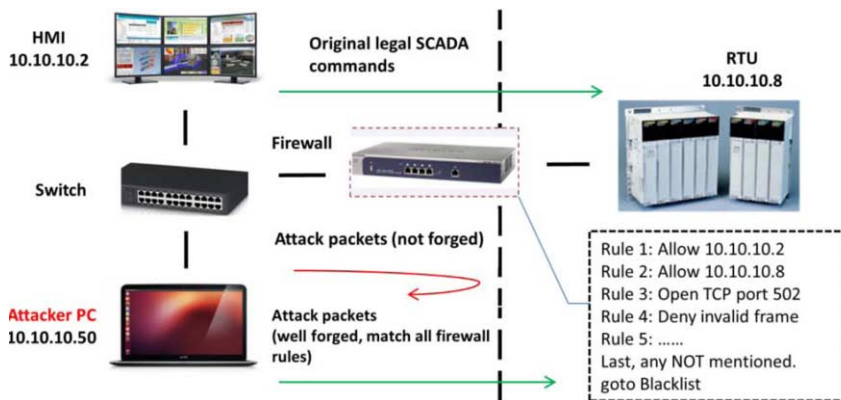 HMI
10.10.10.2
Original legal SCADA
commands
RTU
10.10.10.8
Firewall
Switch
Attack packets (not forged)
Attacker PC
10.10.10.50
Attack packets
(well forged, match all firewall
rules)
Rule 1: Allow 10.10.10.2
Rule 2: Allow 10.10.10.8
Rule 3: Open TCP port 502
Rule 4: Deny invalid frame
Rule 5: ......
Last, any NOT mentioned.
goto Blacklist